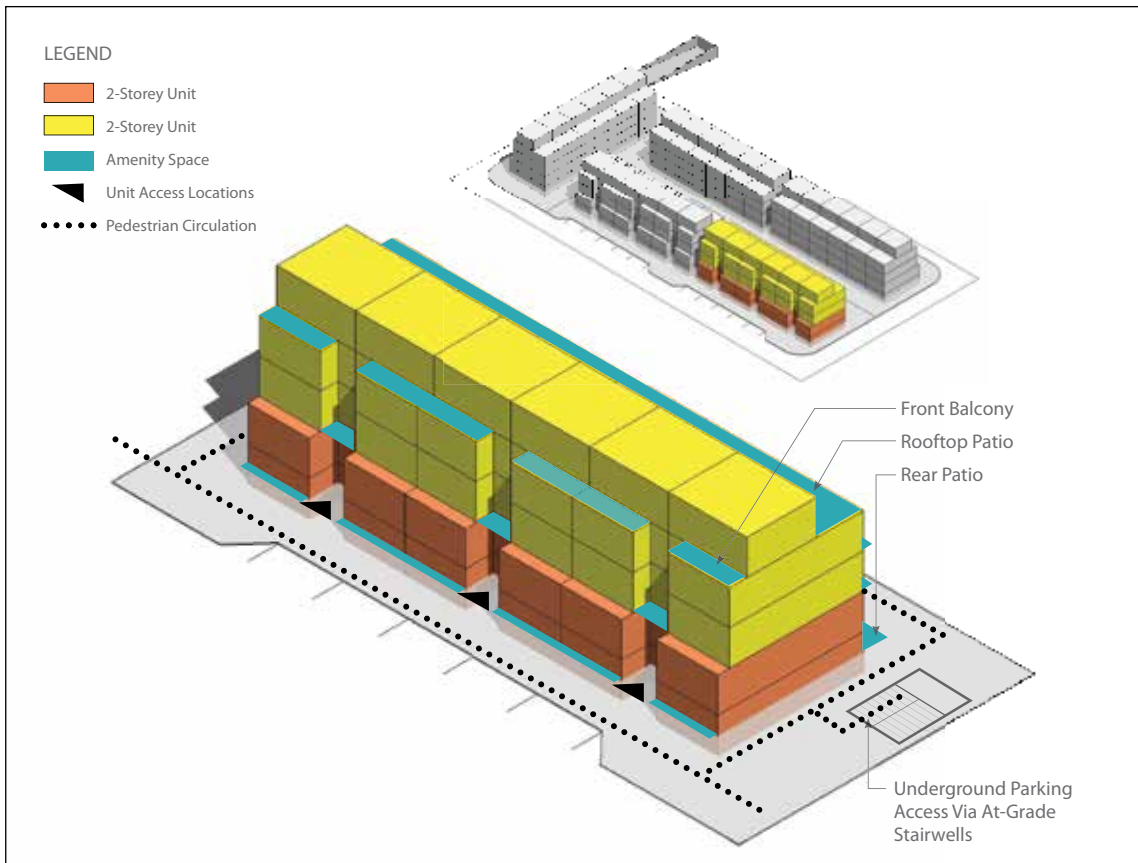 LEGEND
2-Storey Unit
2-Storey Unit
Amenity Space
Unit Access Locations
Pedestrian Circulation
Front Balcony
Rooftop Patio
Rear Patio
Underground Parking
Access Via At-Grade
Stairwells